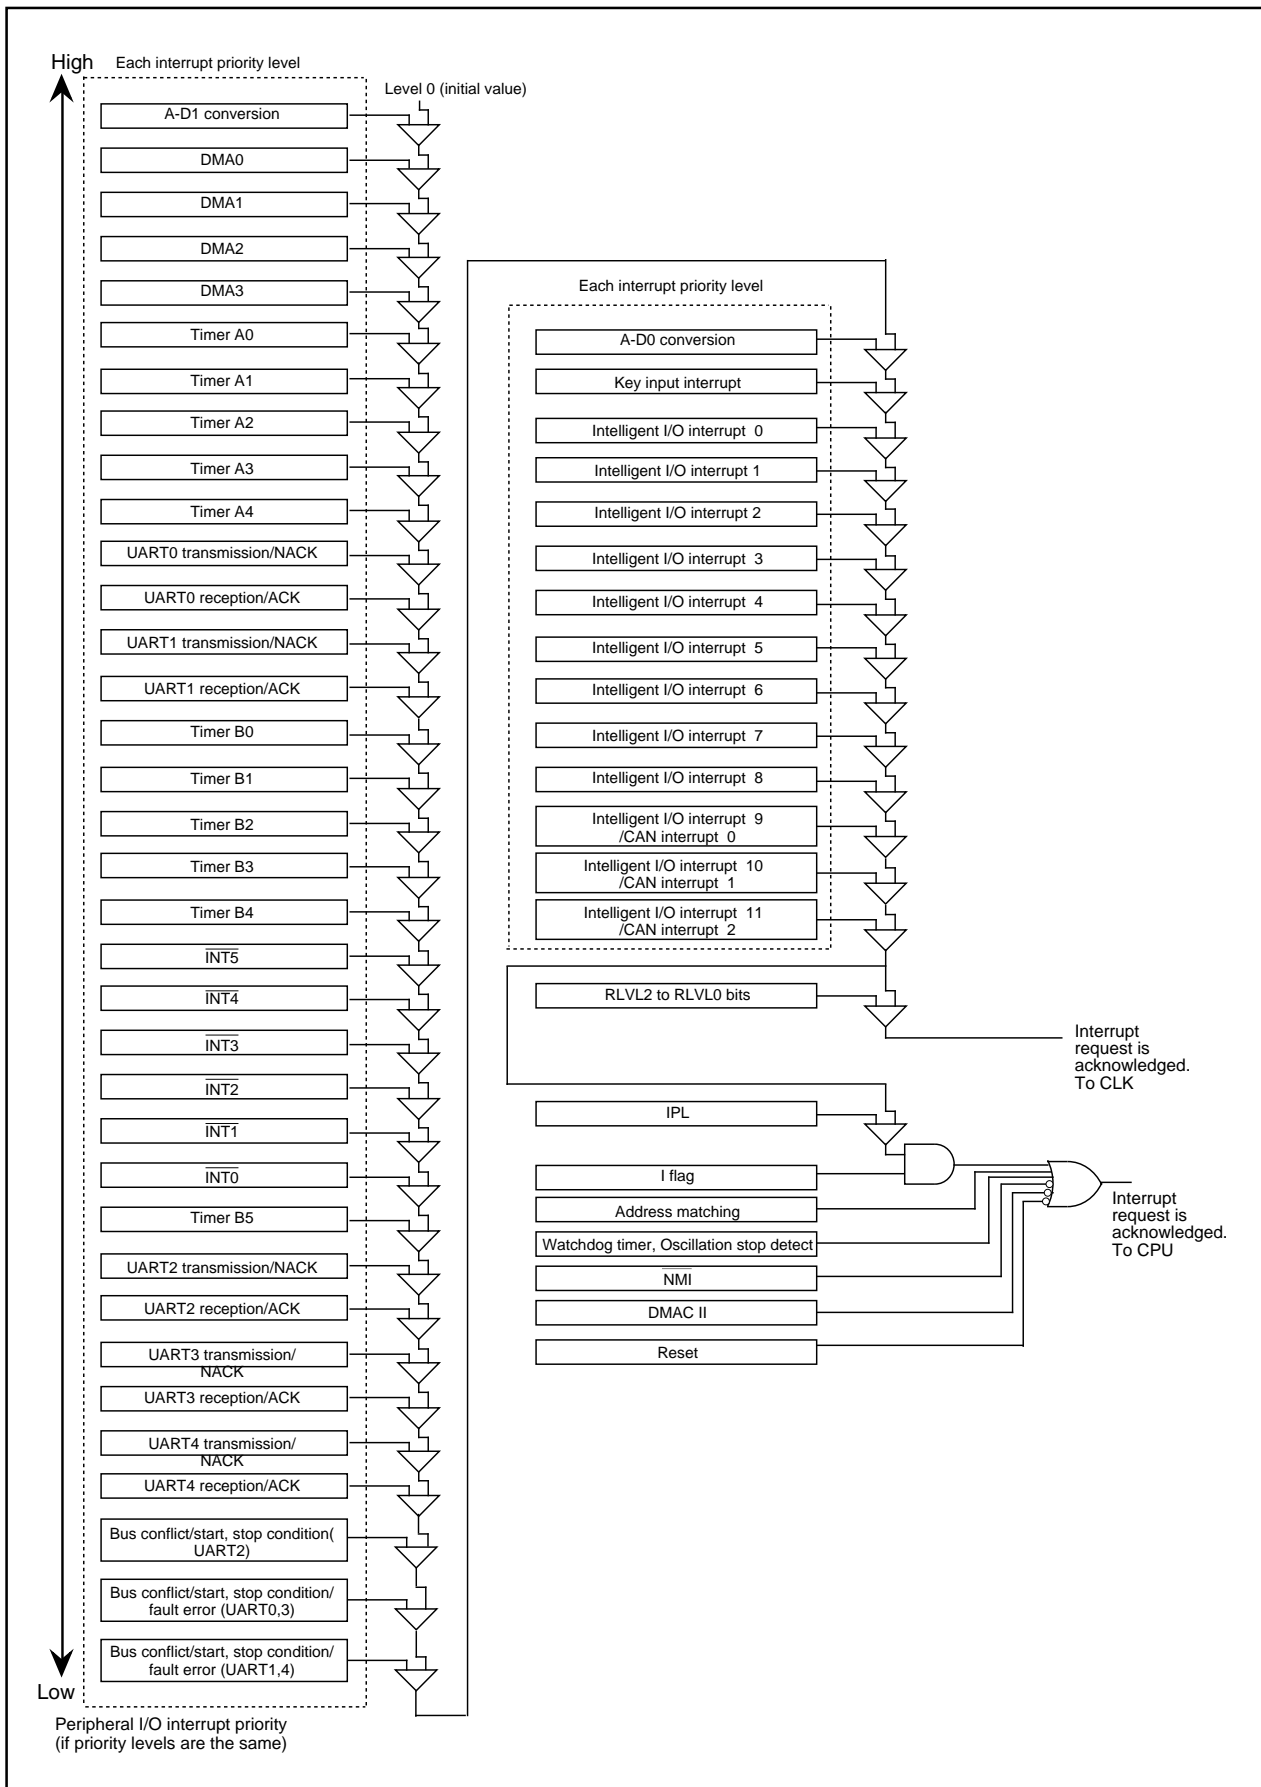 High
Each interrupt priority level
Level 0 (initial value)
A-D1 conversion
DMA0
DMA1
DMA2
DMA3
Timer A0
Timer A1
Timer A2
Timer A3
Timer A4
UART0 transmission/NACK
UART0 reception/ACK
UART1 transmission/NACK
UART1 reception/ACK
Timer B0
Timer B1
Timer B2
Timer B3
Timer B4
INT5
INT4
INT3
INT2
INT1
INT0
Timer B5
UART2 transmission/NACK
UART2 reception/ACK
UART3 transmission/
NACK
UART3 reception/ACK
UART4 transmission/
NACK
UART4 reception/ACK
Bus conflict/start, stop condition(
UART2)
Bus conflict/start, stop condition/
fault error (UART0,3)
Bus conflict/start, stop condition/
fault error (UART1,4)
Low
Peripheral I/O interrupt priority
(if priority levels are the same)
Each interrupt priority level
A-D0 conversion
Key input interrupt
Intelligent I/O interrupt 0
Intelligent I/O interrupt 1
Intelligent I/O interrupt 2
Intelligent I/O interrupt 3
Intelligent I/O interrupt 4
Intelligent I/O interrupt 5
Intelligent I/O interrupt 6
Intelligent I/O interrupt 7
Intelligent I/O interrupt 8
Intelligent I/O interrupt 9
/CAN interrupt 0
Intelligent I/O interrupt 10
/CAN interrupt 1
Intelligent I/O interrupt 11
/CAN interrupt 2
RLVL2 to RLVL0 bits
Interrupt
request is
acknowledged.
To CLK
IPL
I flag
Address matching
Watchdog timer, Oscillation stop detect
NMI
DMAC II
Reset
Interrupt
request is
acknowledged.
To CPU